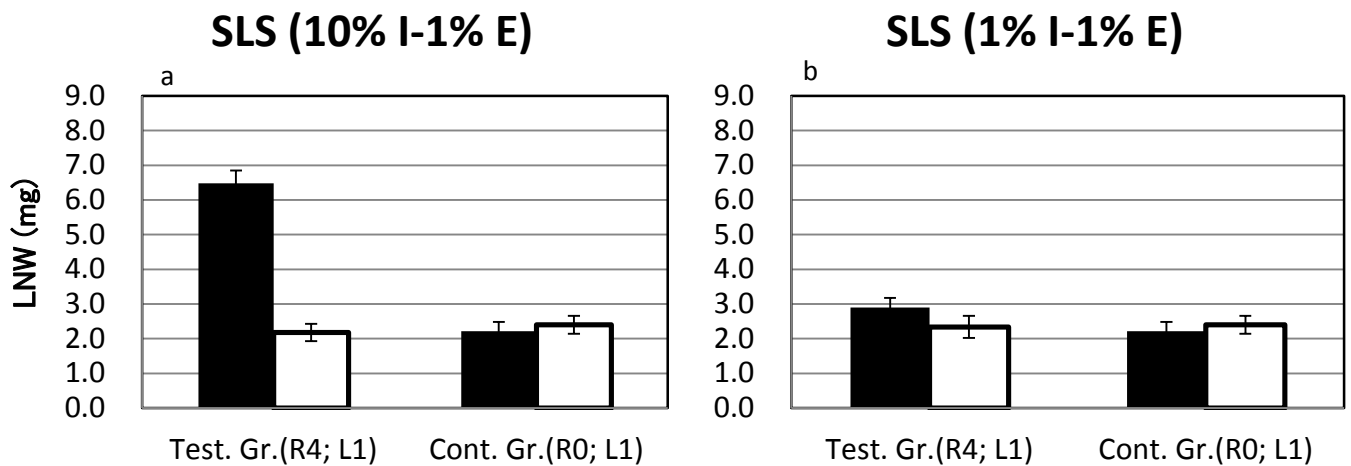 SLS (10% I-1% E)
a
LNW (mg)
9.0
8.0
7.0
6.0
5.0
4.0
3.0
2.0
1.0
0.0
Test. Gr.(R4; L1) Cont. Gr.(R0; L1)
SLS (1% I-1% E)
b
9.0
8.0
7.0
6.0
5.0
4.0
3.0
2.0
1.0
0.0
Test. Gr.(R4; L1) Cont. Gr.(R0; L1)